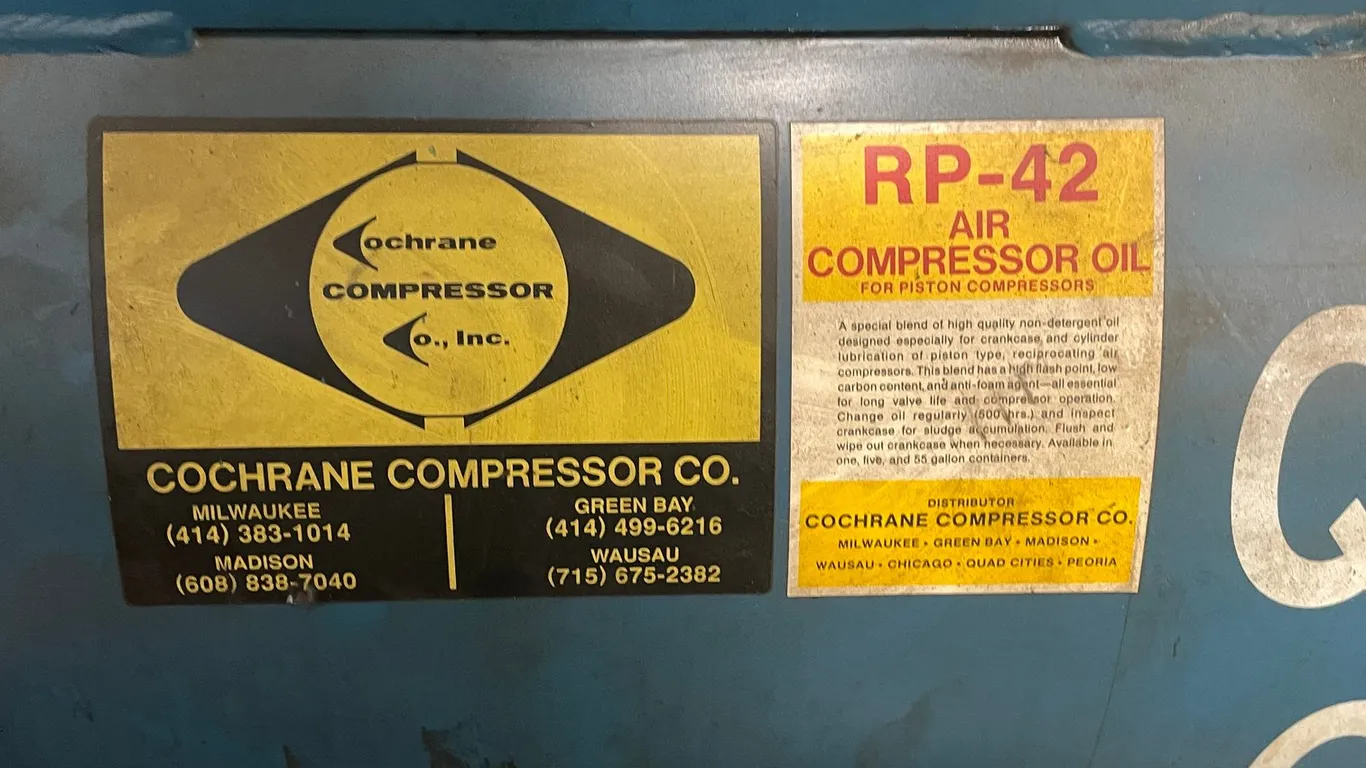 Cochrane
COMPRESSOR
Co., Inc.
COCHRANE COMPRESSOR CO.
MILWAUKEE
(414) 383-1014
MADISON
(608) 838-7040
GREEN BAY
(414) 499-6216
WAUSAU
(715) 675-2382
RP-42
AIR
COMPRESSOR OIL
FOR PISTON COMPRESSORS
A special blend of high quality non-detergent oil
designed especially for crankcase and cylinder
lubrication of piston type, reciprocating air
compressors. This blend has a high flash point, low
carbon content, and anti-foam agent—all essential
for long valve life and compressor operation.
Change oil regularly (500 hrs.) and inspect
crankcase for sludge accumulation. Flush and
wipe out crankcase when necessary. Available in
one, five, and 55 gallon containers.
DISTRIBUTOR
COCHRANE COMPRESSOR CO.
MILWAUKEE • GREEN BAY • MADISON •
WAUSAU • CHICAGO • QUAD CITIES • PEORIA